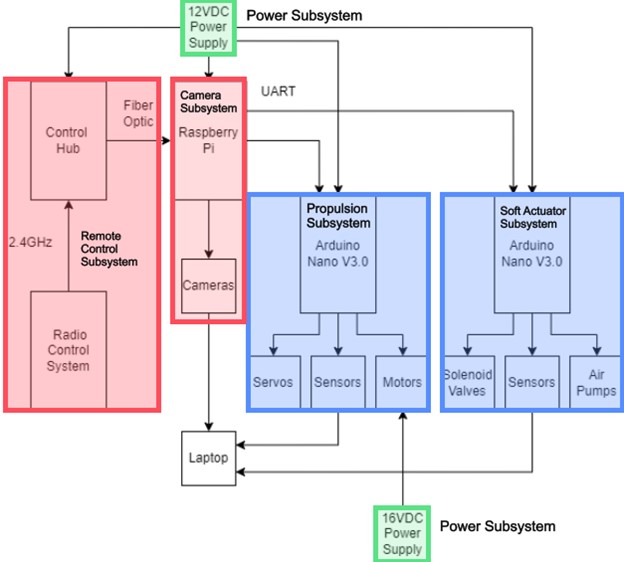 12VDC
Power
Supply
Power Subsystem
Control
Hub
Fiber
Optic
Camera
Subsystem
Raspberry
Pi
UART
2.4GHz
Remote
Control
Subsystem
Radio
Control
System
Cameras
Propulsion
Subsystem
Arduino
Nano V3.0
Servos
Sensors
Motors
Soft Actuator
Subsystem
Arduino
Nano V3.0
Solenoid
Valves
Sensors
Air
Pumps
Laptop
16VDC
Power
Supply
Power Subsystem